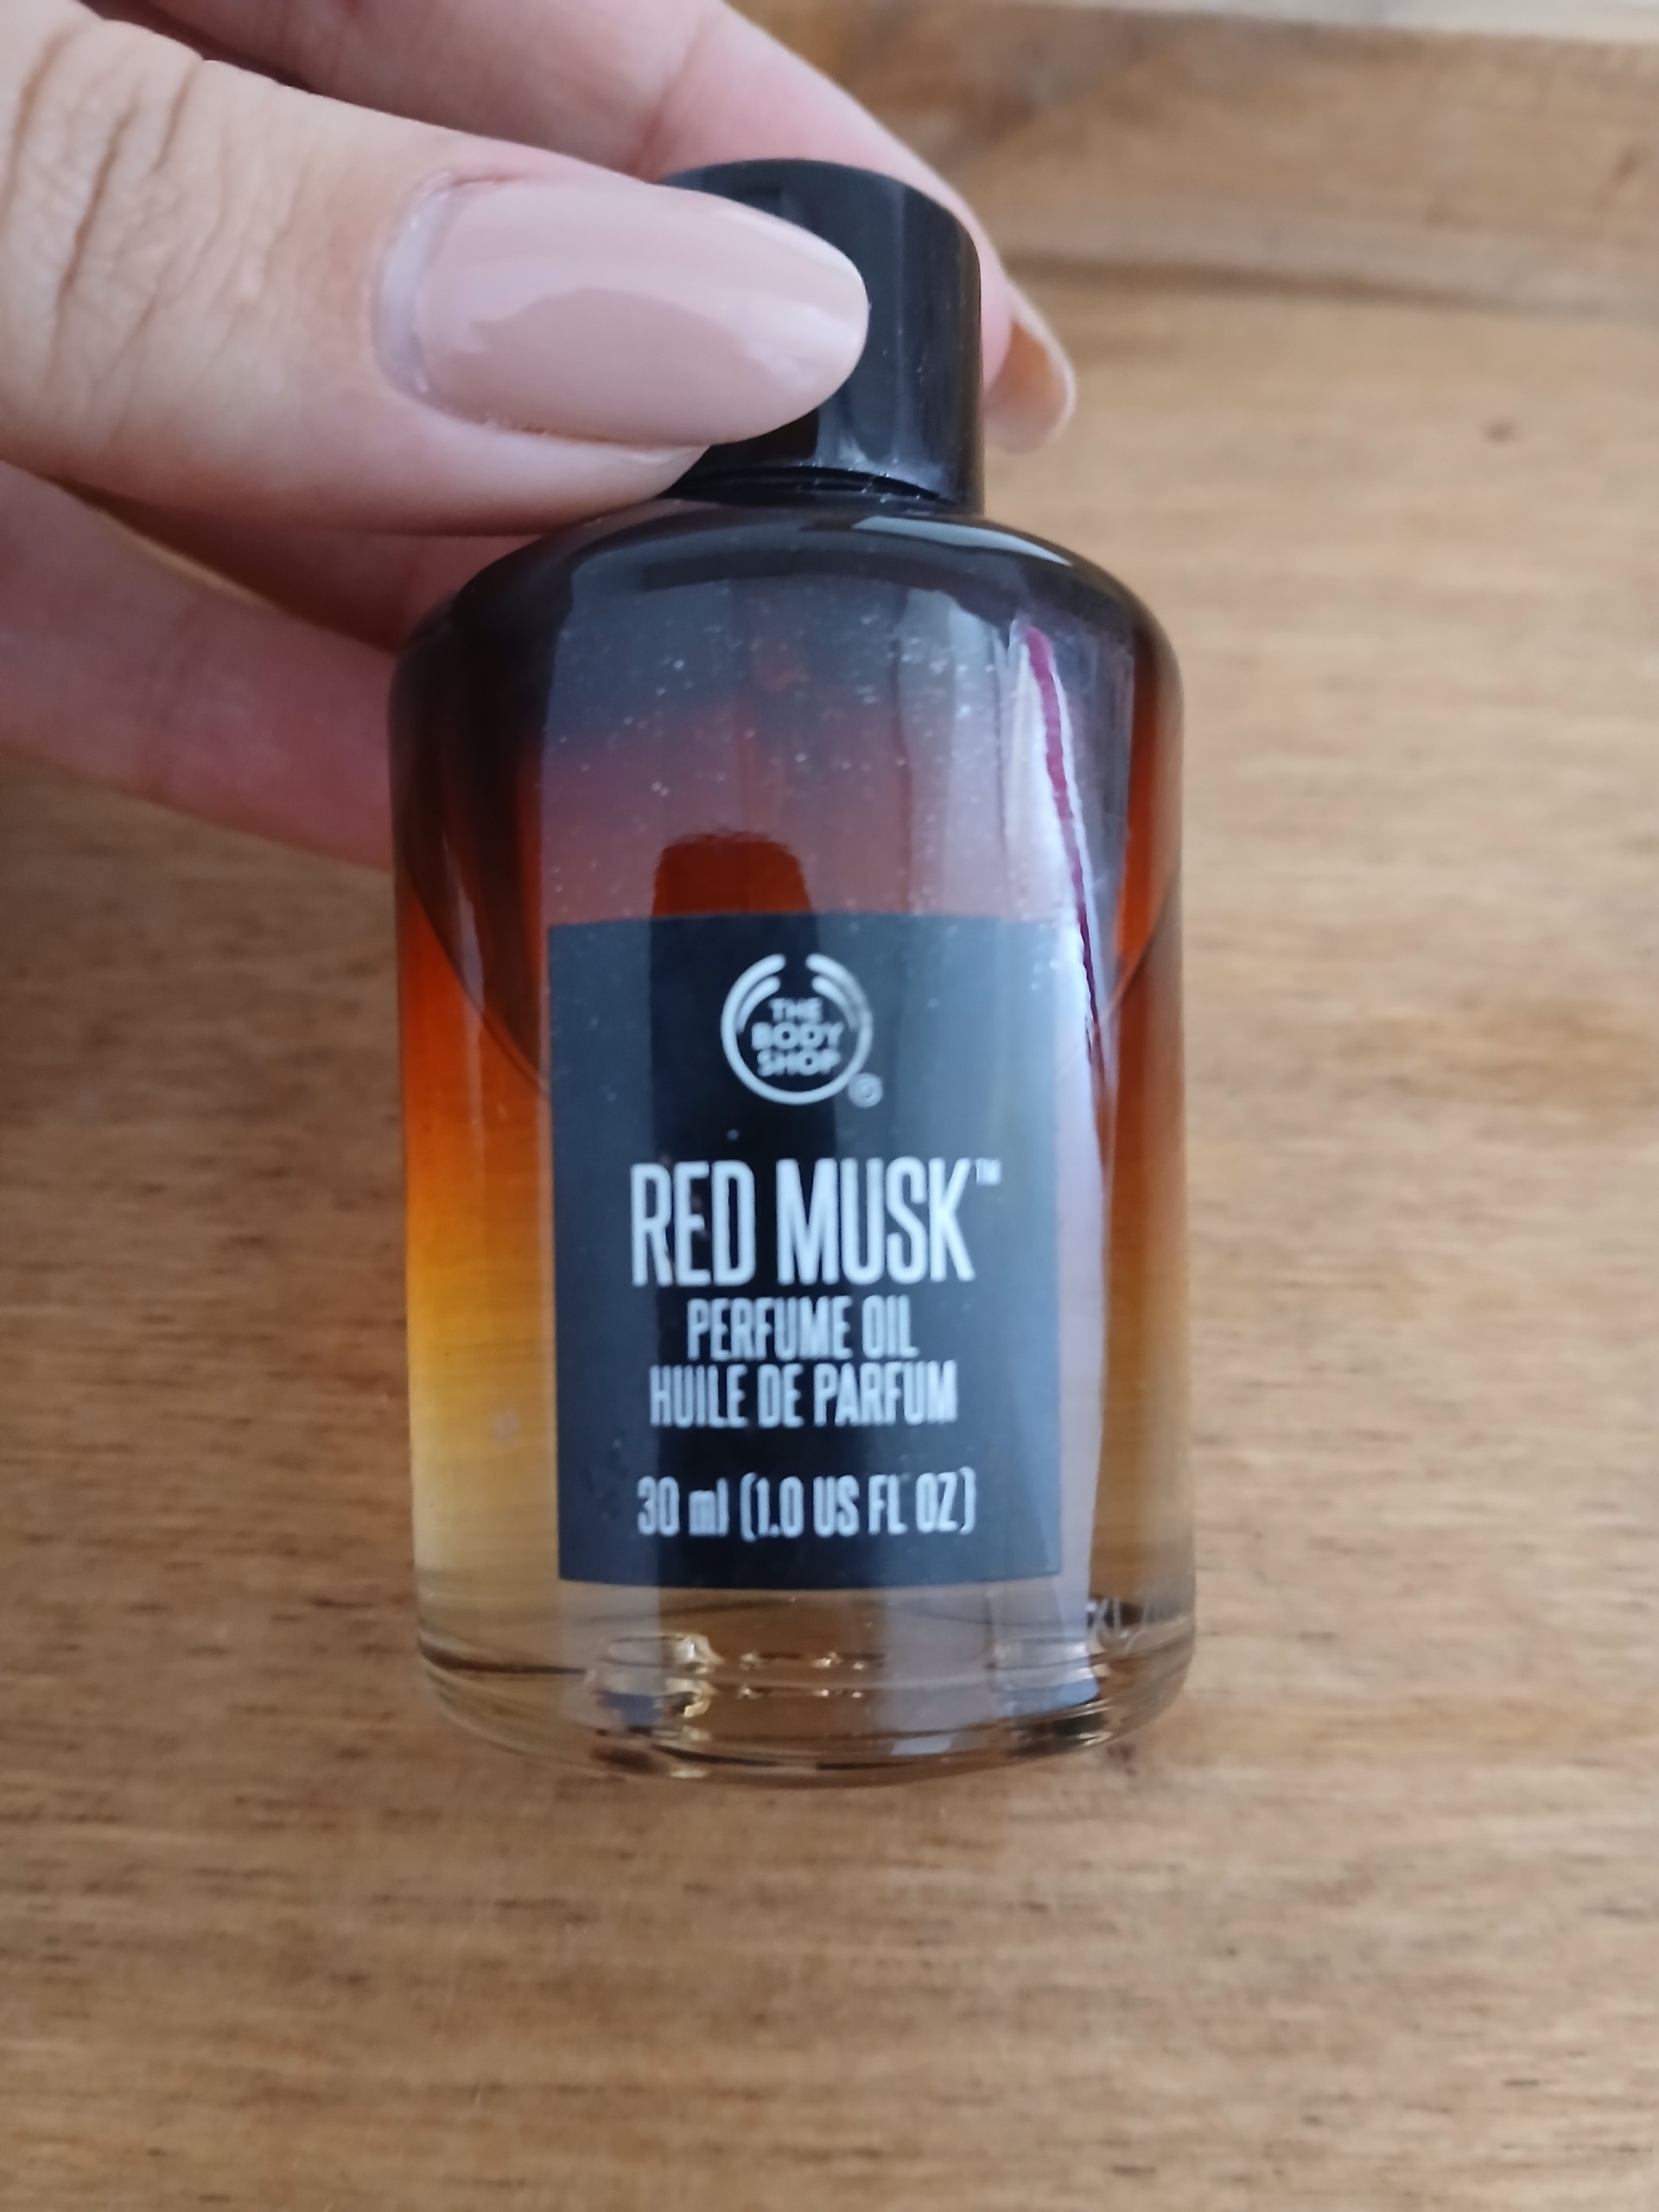 THE
BODY
SHOP®
RED MUSK™
PERFUME OIL
HUILE DE PARFUM
30 ml (1.0 US FL OZ)